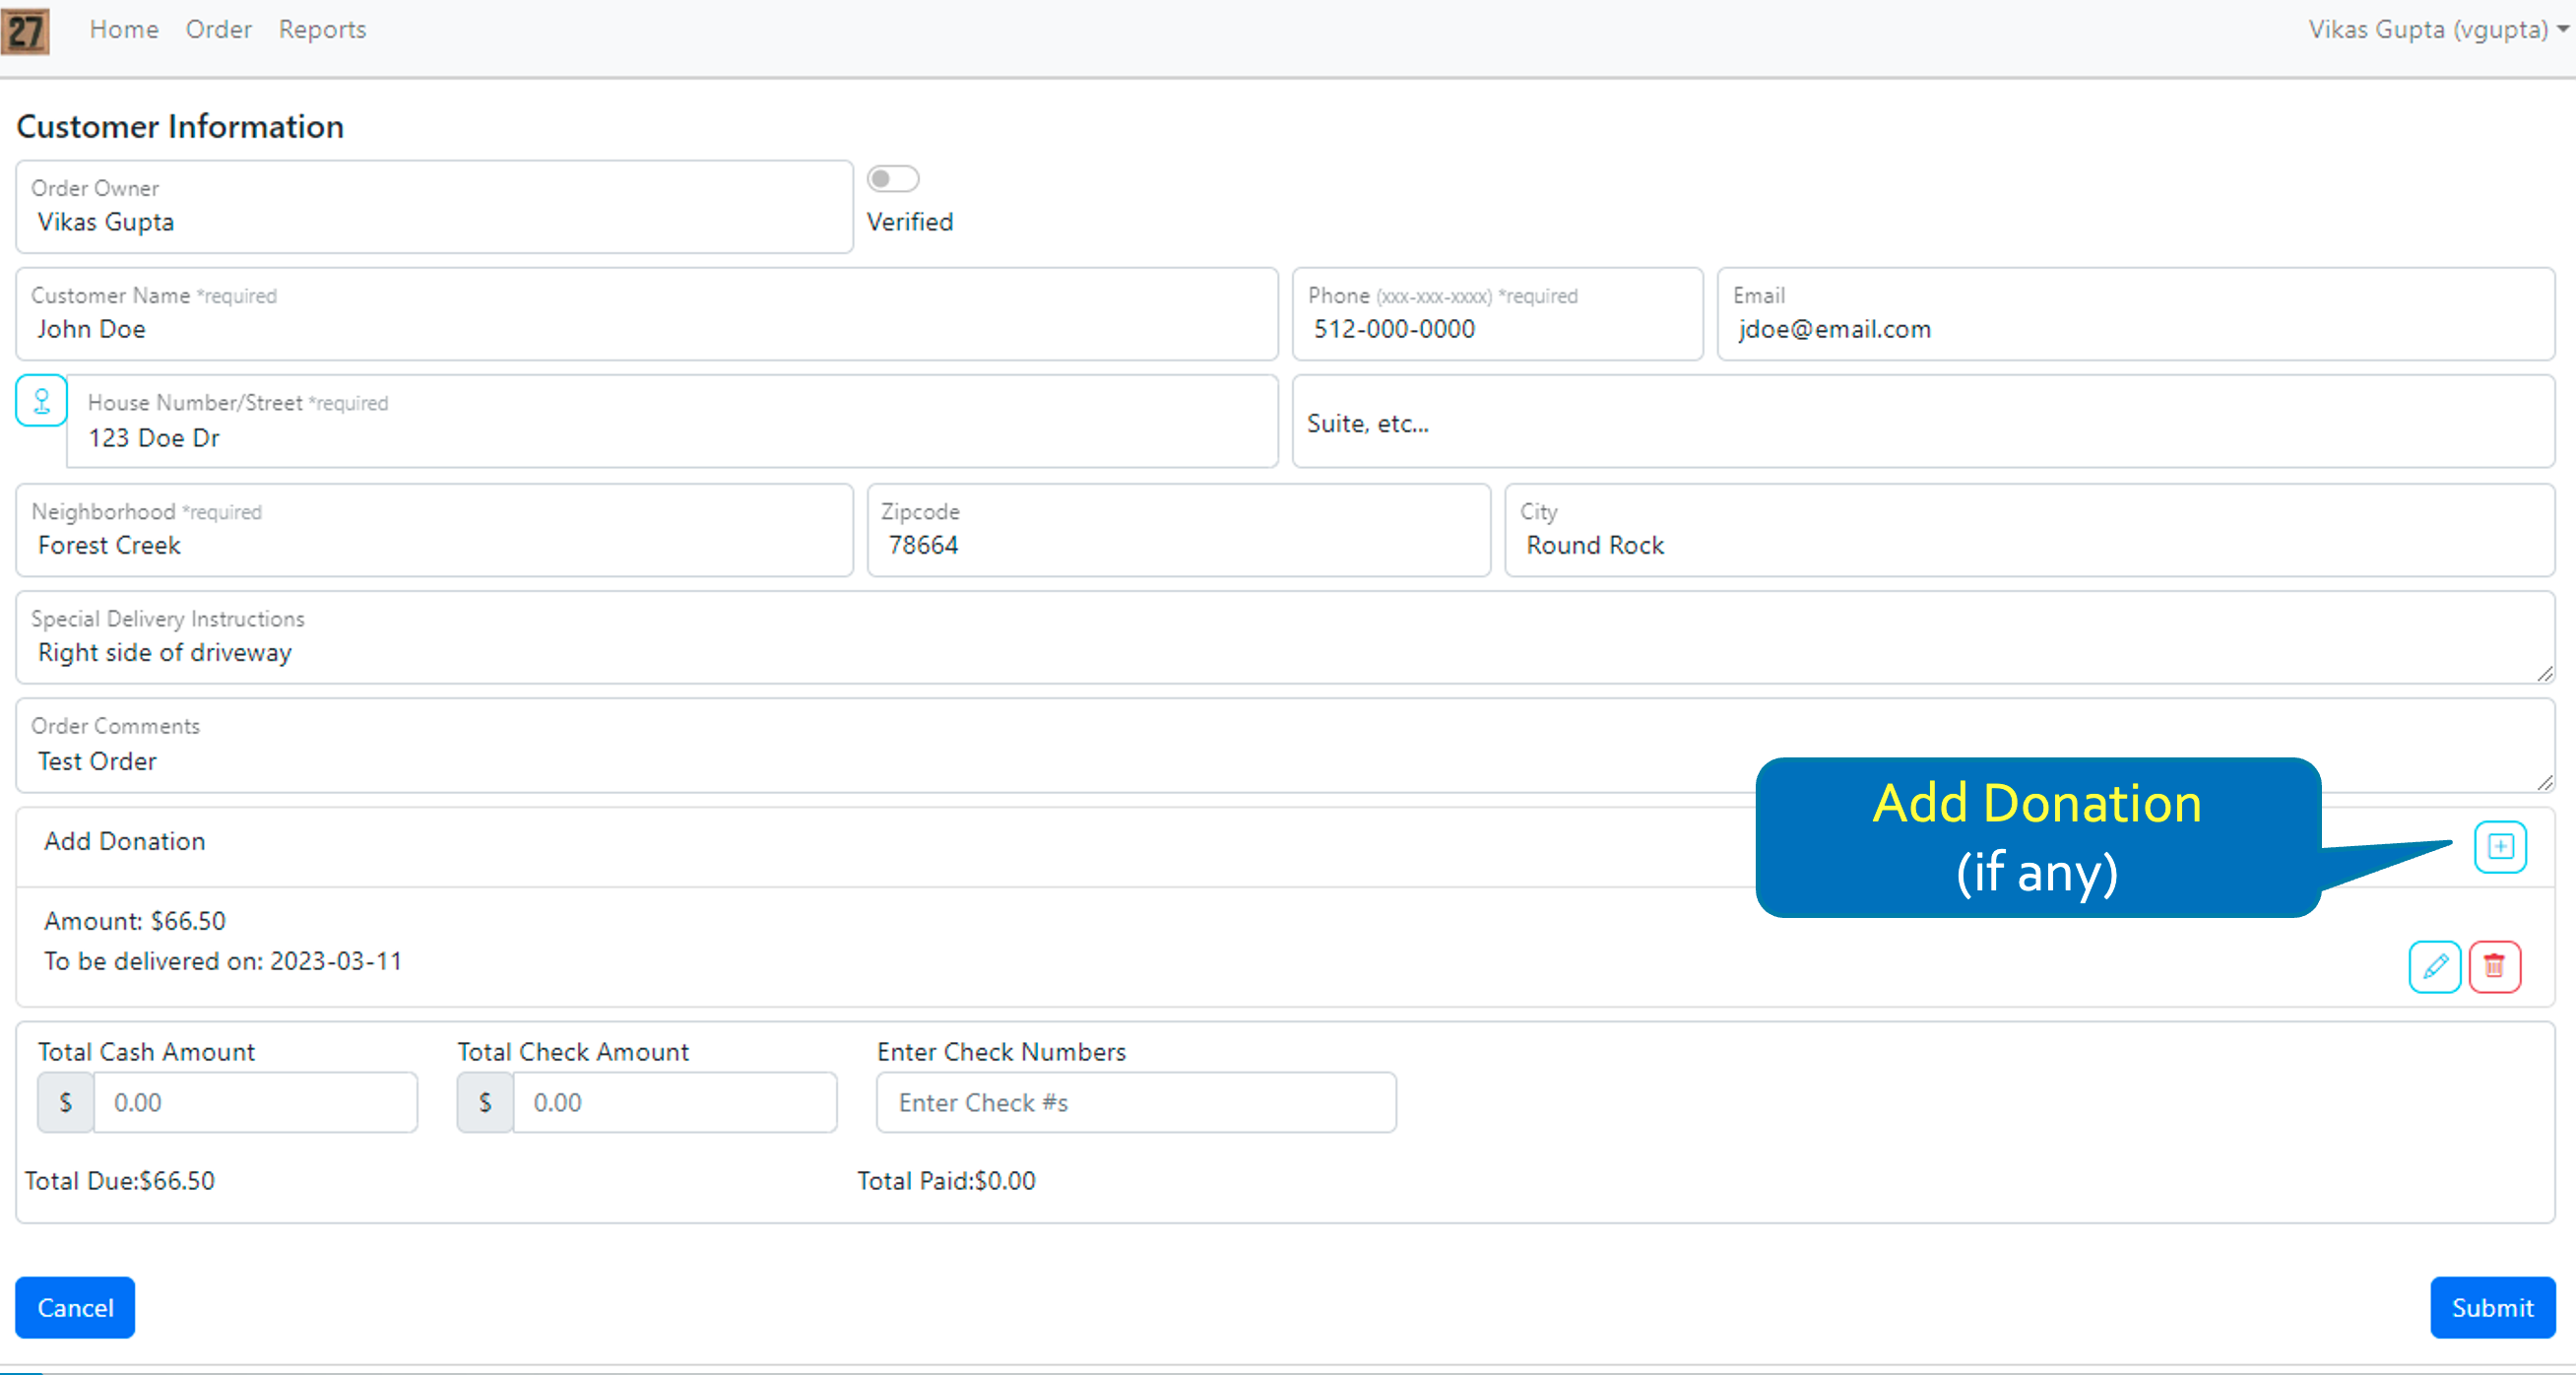 27 Home Order Reports Vikas Gupta (vgupta)
Customer Information
Order Owner
Vikas Gupta
Verified
Customer Name *required
John Doe
Phone (xxx-xxx-xxxx) *required
512-000-0000
Email
jdoe@email.com
House Number/Street *required
123 Doe Dr
Suite, etc...
Neighborhood *required
Forest Creek
Zipcode
78664
City
Round Rock
Special Delivery Instructions
Right side of driveway
Order Comments
Test Order
Add Donation
Add Donation
(if any)
Amount: $66.50
To be delivered on: 2023-03-11
Total Cash Amount
$ 0.00
Total Check Amount
$ 0.00
Enter Check Numbers
Enter Check #s
Total Due:$66.50
Total Paid:$0.00
Cancel
Submit